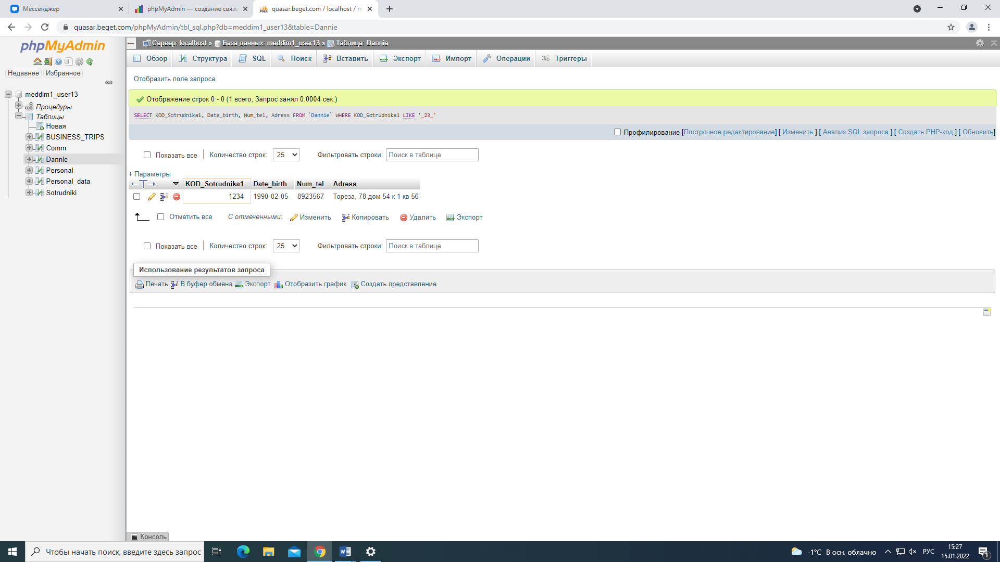 Мессенджер
phpMyAdmin — создание связе
quasar.beget.com / localhost / m
quasar.beget.com/phpMyAdmin/tbl_sql.php?db=meddim1_user13&table=Dannie
phpMyAdmin
Недавнее Избранное
meddim1_user13
Процедуры
Таблицы
Новая
BUSINESS_TRIPS
Comm
Dannie
Personal
Personal_data
Sotrudniki
Сервер: localhost » База данных: meddim1_user13 » Таблица: Dannie
Обзор Структура SQL Поиск Вставить Экспорт Импорт Операции Триггеры
Отобразить поле запроса
Отображение строк 0 - 0 (1 всего, Запрос занял 0.0004 сек.)
SELECT KOD_Sotrudnika1, Date_birth, Num_tel, Adress FROM `Dannie` WHERE KOD_Sotrudnika1 LIKE '_23_'
Профилирование [Построчное редактирование] [ Изменить ] [ Анализ SQL запроса ] [ Создать PHP-код ] [ Обновить]
Показать все Количество строк: 25 Фильтровать строки: Поиск в таблице
+ Параметры
←T→ KOD_Sotrudnika1 Date_birth Num_tel Adress
1234 1990-02-05 8923567 Тореза, 78 дом 54 к 1 кв 56
Отметить все С отмеченными: Изменить Копировать Удалить Экспорт
Показать все Количество строк: 25 Фильтровать строки: Поиск в таблице
Использование результатов запроса
Печать В буфер обмена Экспорт Отобразить график Создать представление
Консоль
Чтобы начать поиск, введите здесь запрос
-1°C В осн. облачно
РУС
15:27
15.01.2022
1